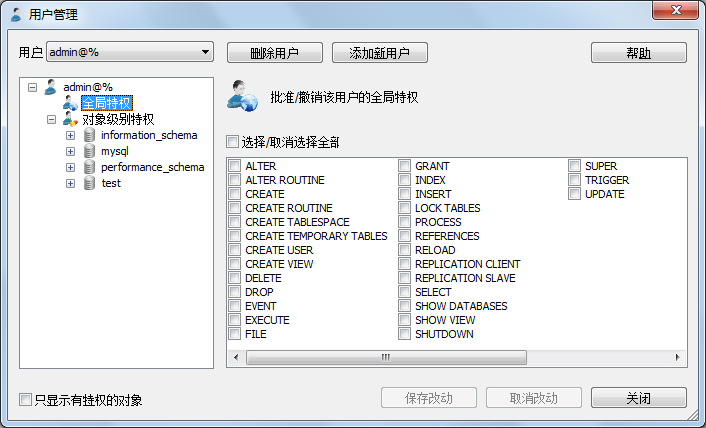 用户管理
用户 admin@% 删除用户 添加新用户 帮助
admin@%
全局特权
对象级别特权
information_schema
mysql
performance_schema
test
批准/撤销该用户的全局特权
选择/取消选择全部
ALTER
ALTER ROUTINE
CREATE
CREATE ROUTINE
CREATE TABLESPACE
CREATE TEMPORARY TABLES
CREATE USER
CREATE VIEW
DELETE
DROP
EVENT
EXECUTE
FILE
GRANT
INDEX
INSERT
LOCK TABLES
PROCESS
REFERENCES
RELOAD
REPLICATION CLIENT
REPLICATION SLAVE
SELECT
SHOW DATABASES
SHOW VIEW
SHUTDOWN
SUPER
TRIGGER
UPDATE
只显示有特权的对象 保存改动 取消改动 关闭